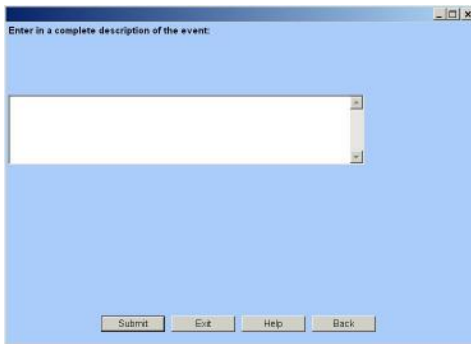 Enter in a complete description of the event:
Submit Exit Help Back